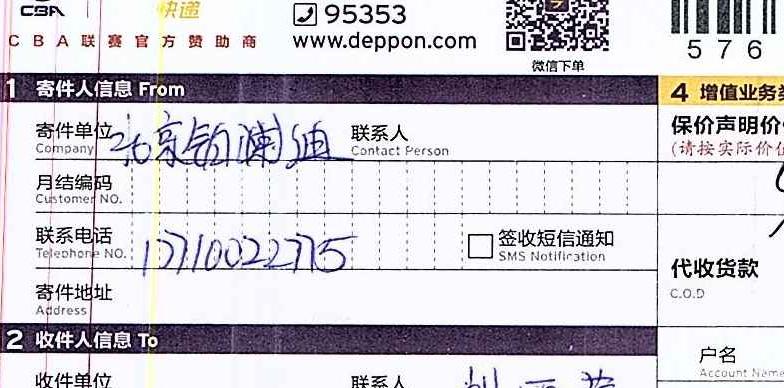 CBA 快递 95353
CBA联赛官方赞助商 www.deppon.com
微信下单 576
1 寄件人信息 From 4 增值业务
寄件单位 联系人 保价声明价
Company 北京铂澜迪 Contact Person (请按实际价值
月结编码
Customer NO.
联系电话 签收短信通知
Telephone NO. 17710022775 SMS Notification
代收货款
寄件地址 C.O.D
Address
2 收件人信息 To
户名
收件单位 联系人 Account Name